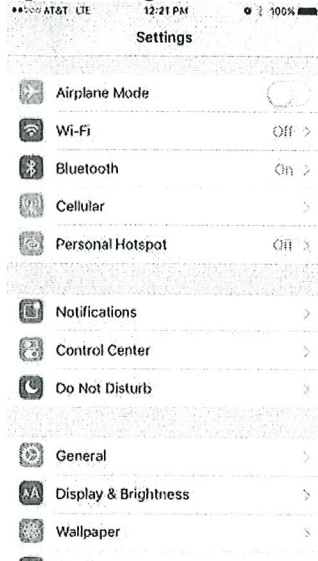 AT&T LTE 12:21 PM 100%
Settings
Airplane Mode
Wi-Fi Off
Bluetooth On
Cellular
Personal Hotspot Off
Notifications
Control Center
Do Not Disturb
General
AA Display & Brightness
Wallpaper